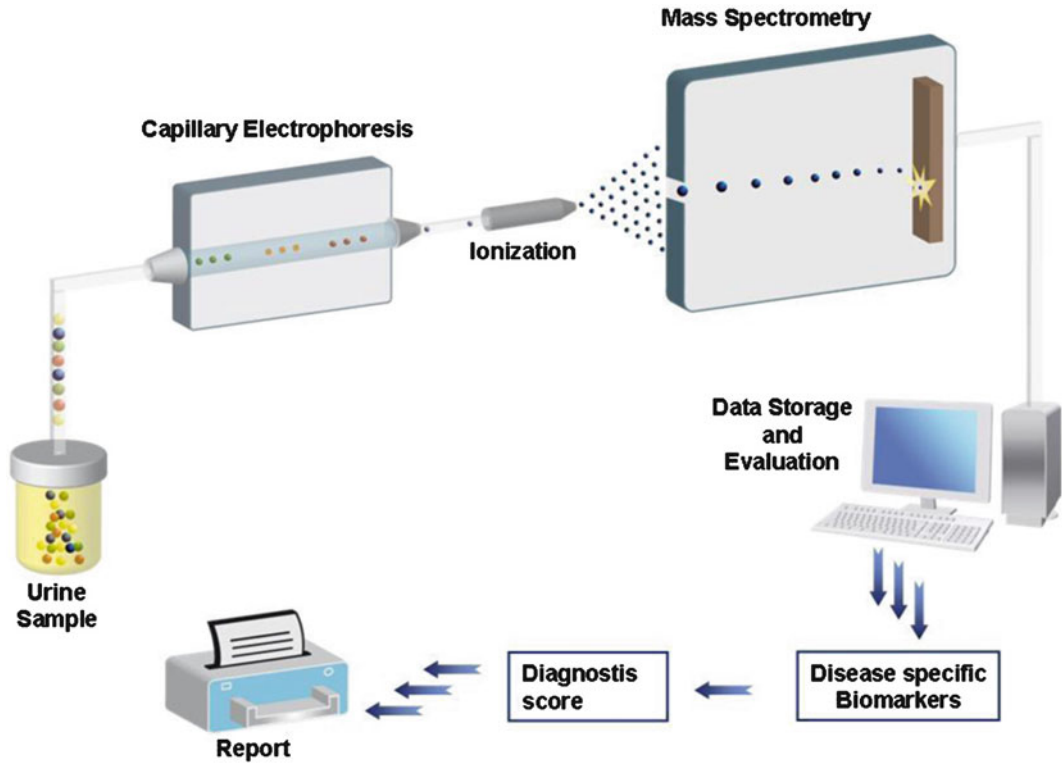 Mass Spectrometry
Capillary Electrophoresis
Ionization
Data Storage
and
Evaluation
Urine
Sample
Disease specific
Biomarkers
Diagnostis
score
Report